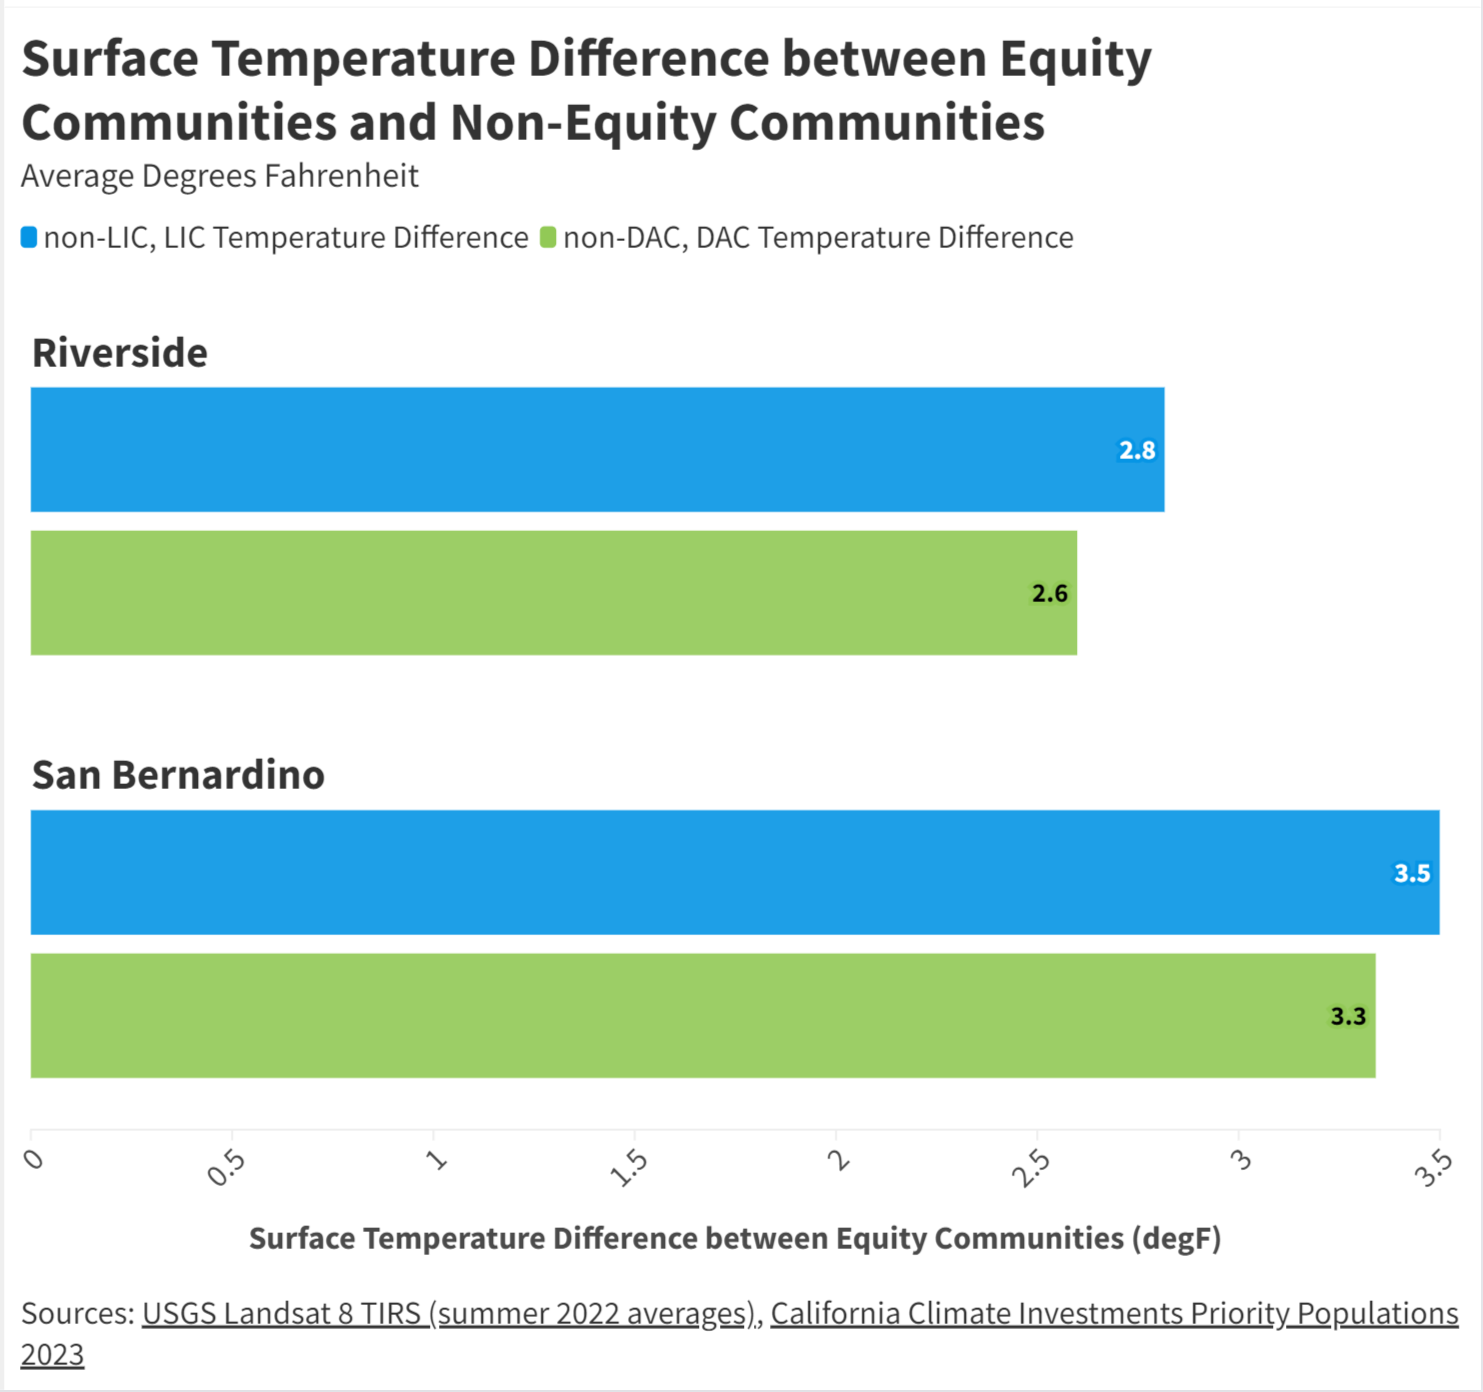 Surface Temperature Difference between Equity
Communities and Non-Equity Communities
Average Degrees Fahrenheit
non-LIC, LIC Temperature Difference non-DAC, DAC Temperature Difference
Riverside
2.8
2.6
San Bernardino
3.5
3.3
0 0.5 1 1.5 2 2.5 3 3.5
Surface Temperature Difference between Equity Communities (degF)
Sources: USGS Landsat 8 TIRS (summer 2022 averages), California Climate Investments Priority Populations
2023